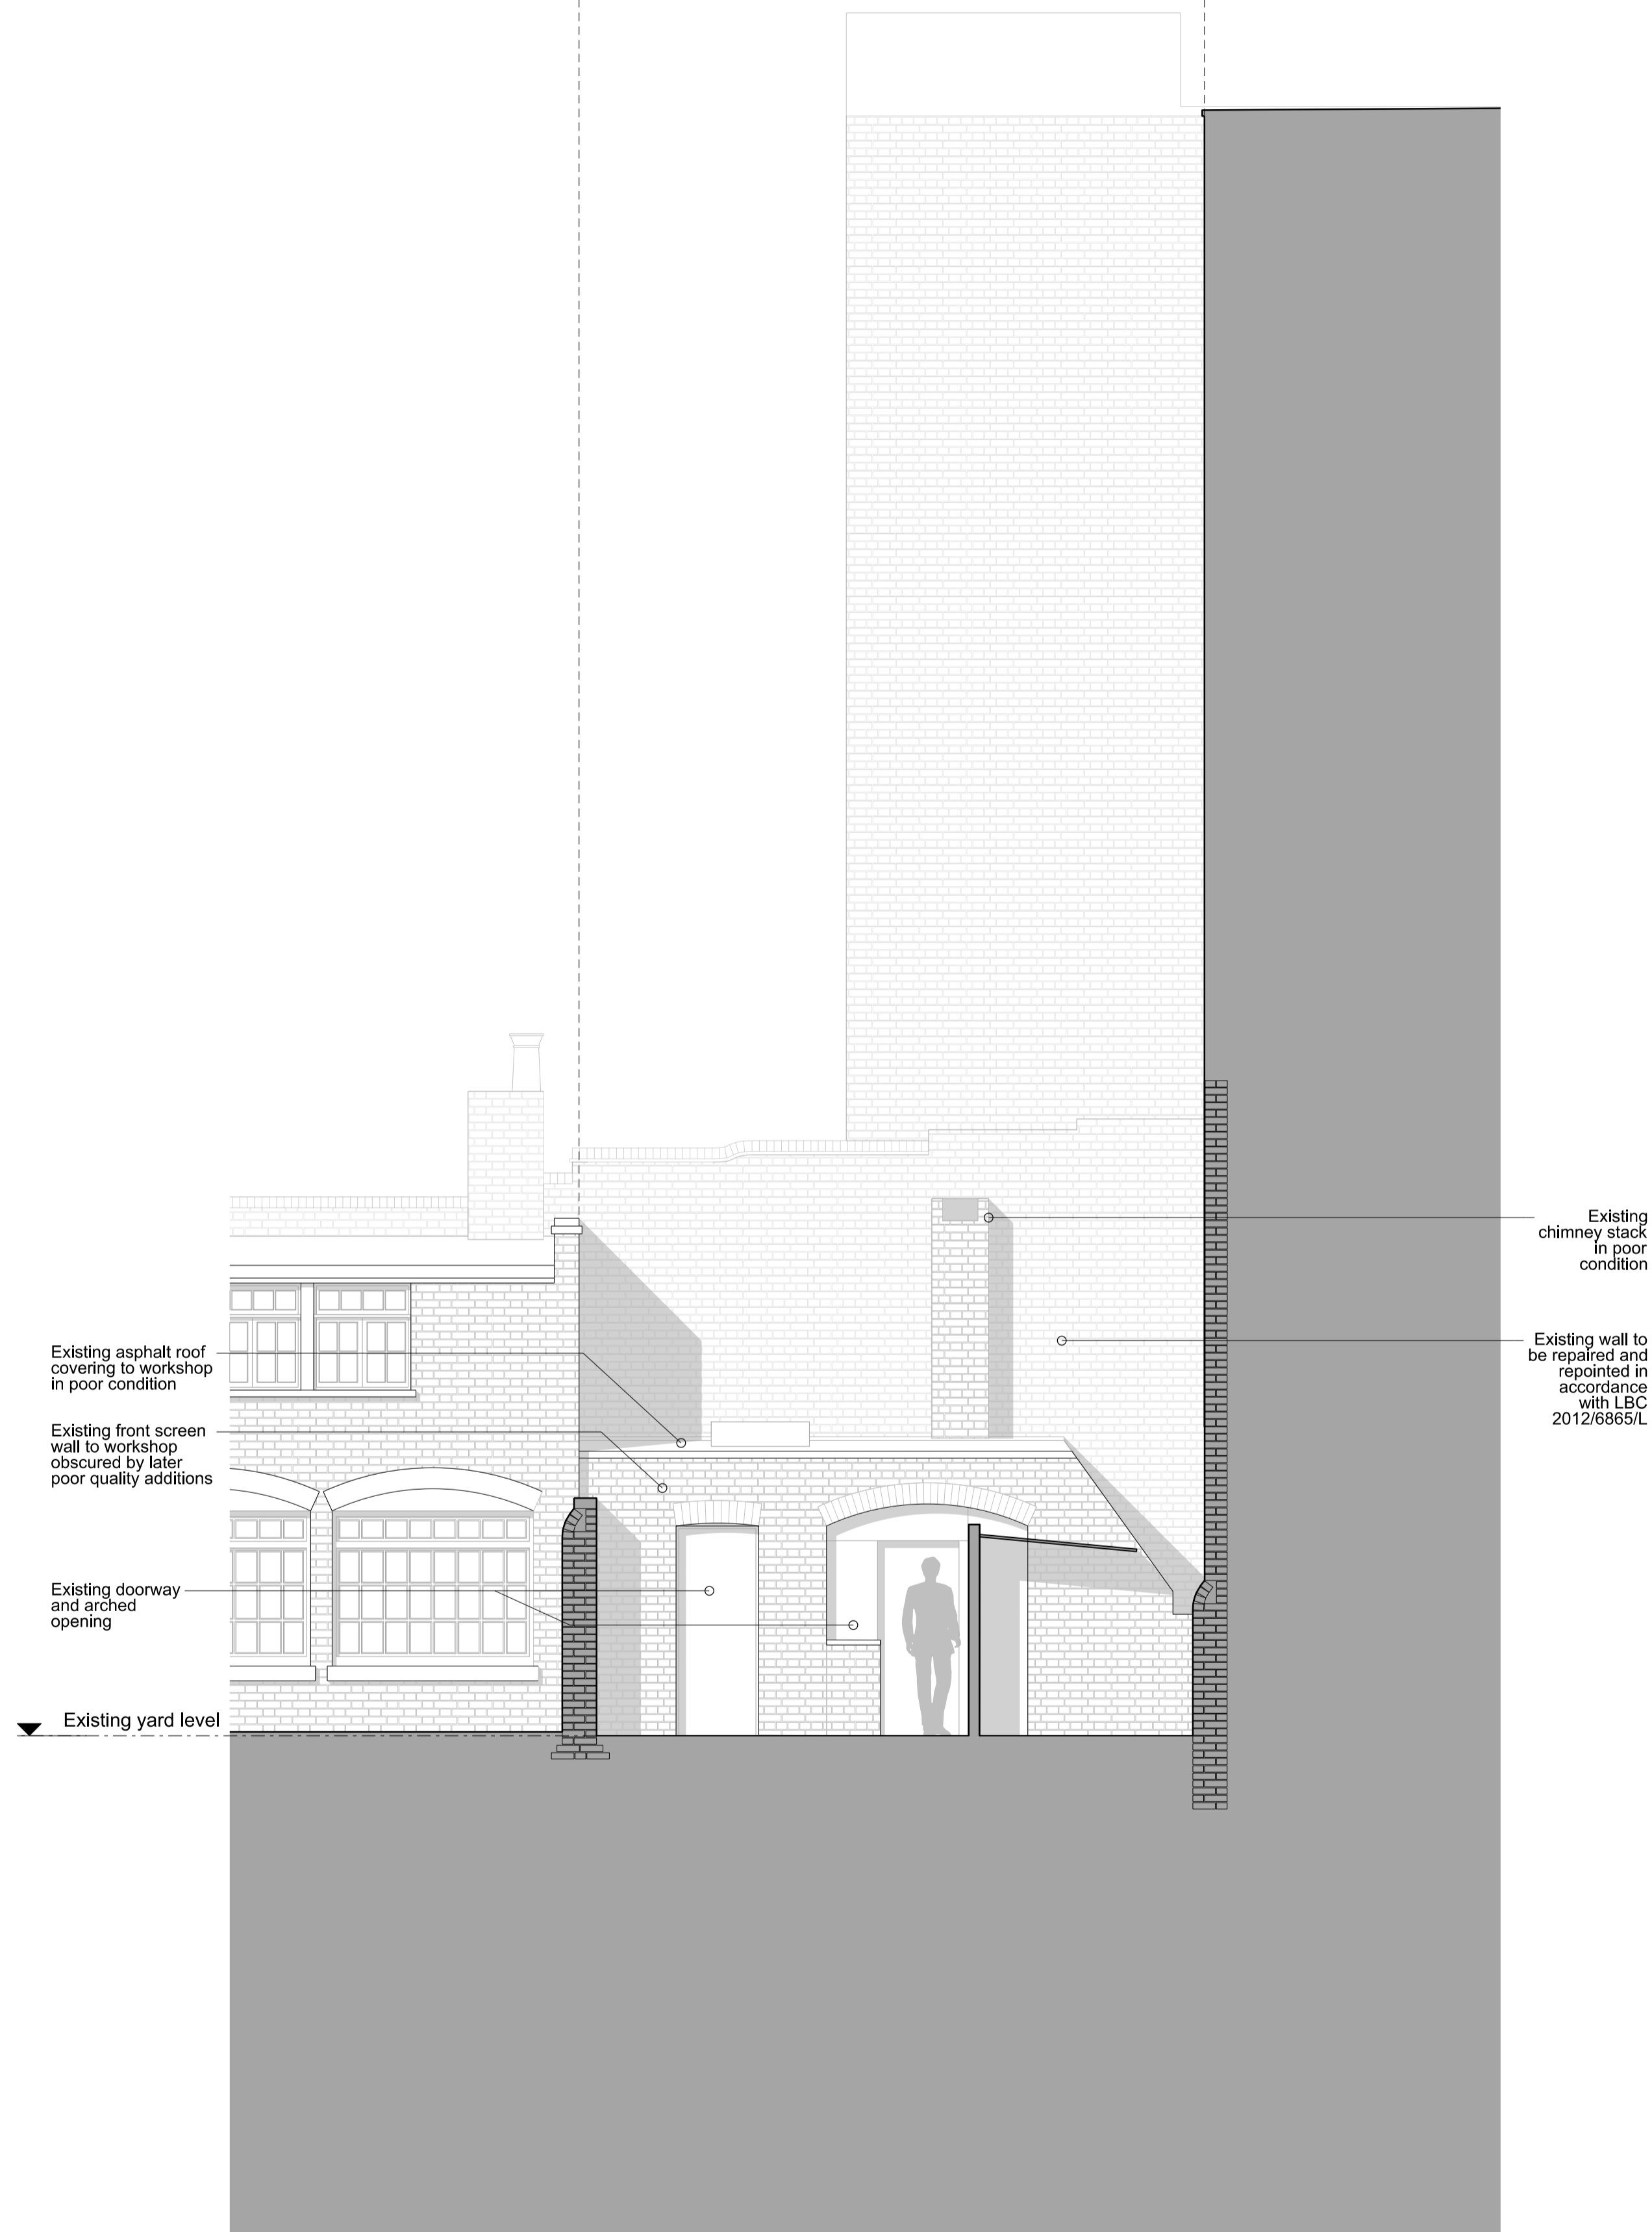 Existing
chimney stack
in poor
condition
Existing asphalt roof
covering to workshop
in poor condition
Existing wall to
be repaired and
repointed in
accordance
with LBC
2012/6865/L
Existing front screen
wall to workshop
obscured by later
poor quality additions
Existing doorway
and arched
opening
Existing yard level